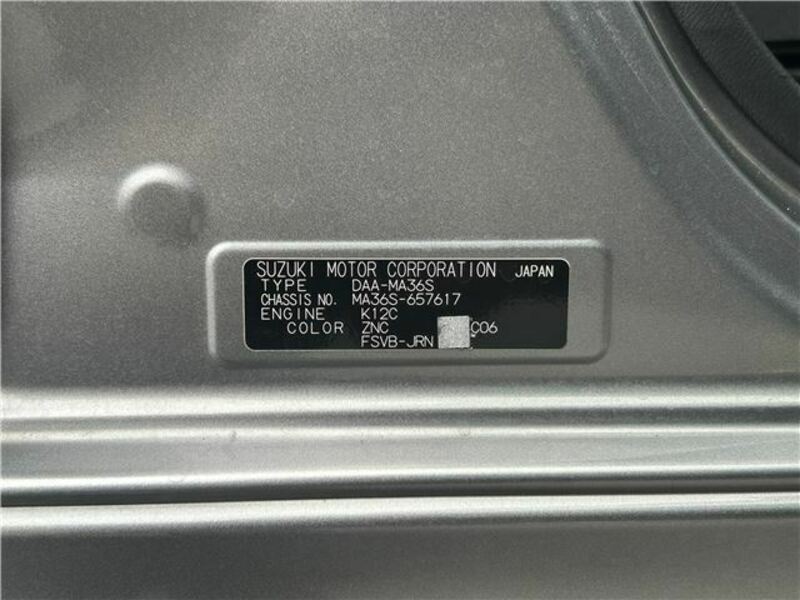 SUZUKI MOTOR CORPORATION JAPAN
TYPE DAA-MA36S
CHASSIS NO. MA36S-657617
ENGINE K12C
COLOR ZNC C06
FSVB-JRN